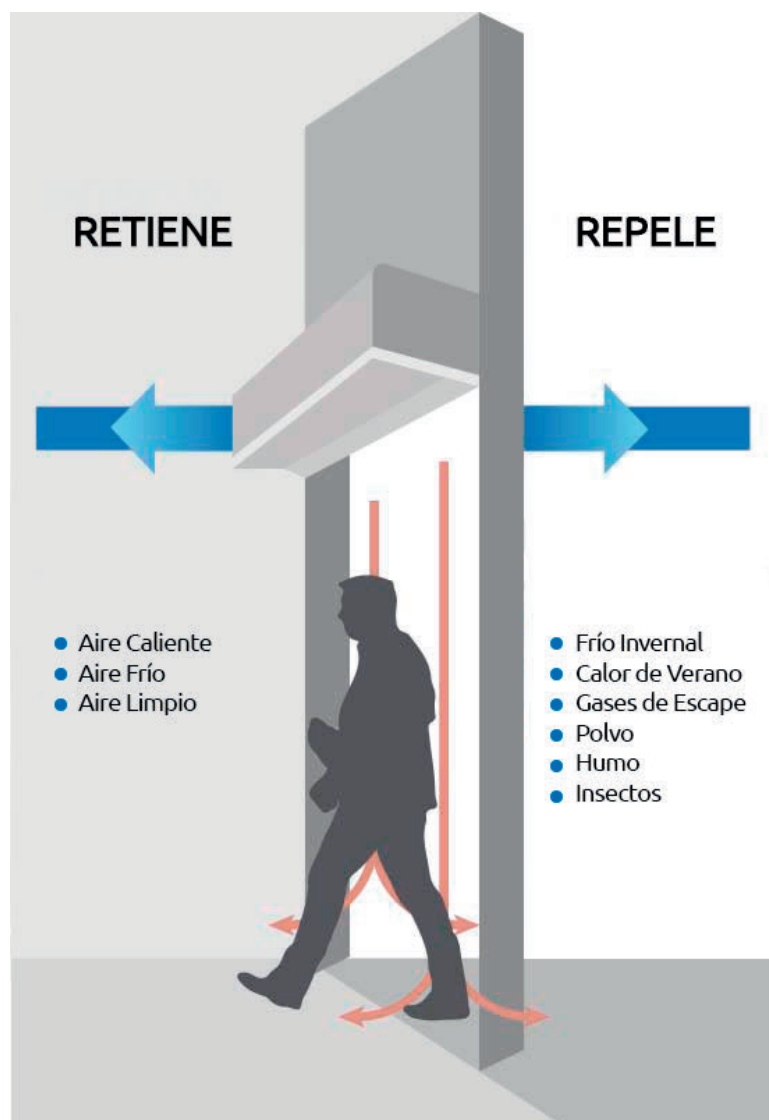 RETIENE
REPELE
Aire Caliente
Aire Frío
Aire Limpio
Frío Invernal
Calor de Verano
Gases de Escape
Polvo
Humo
Insectos